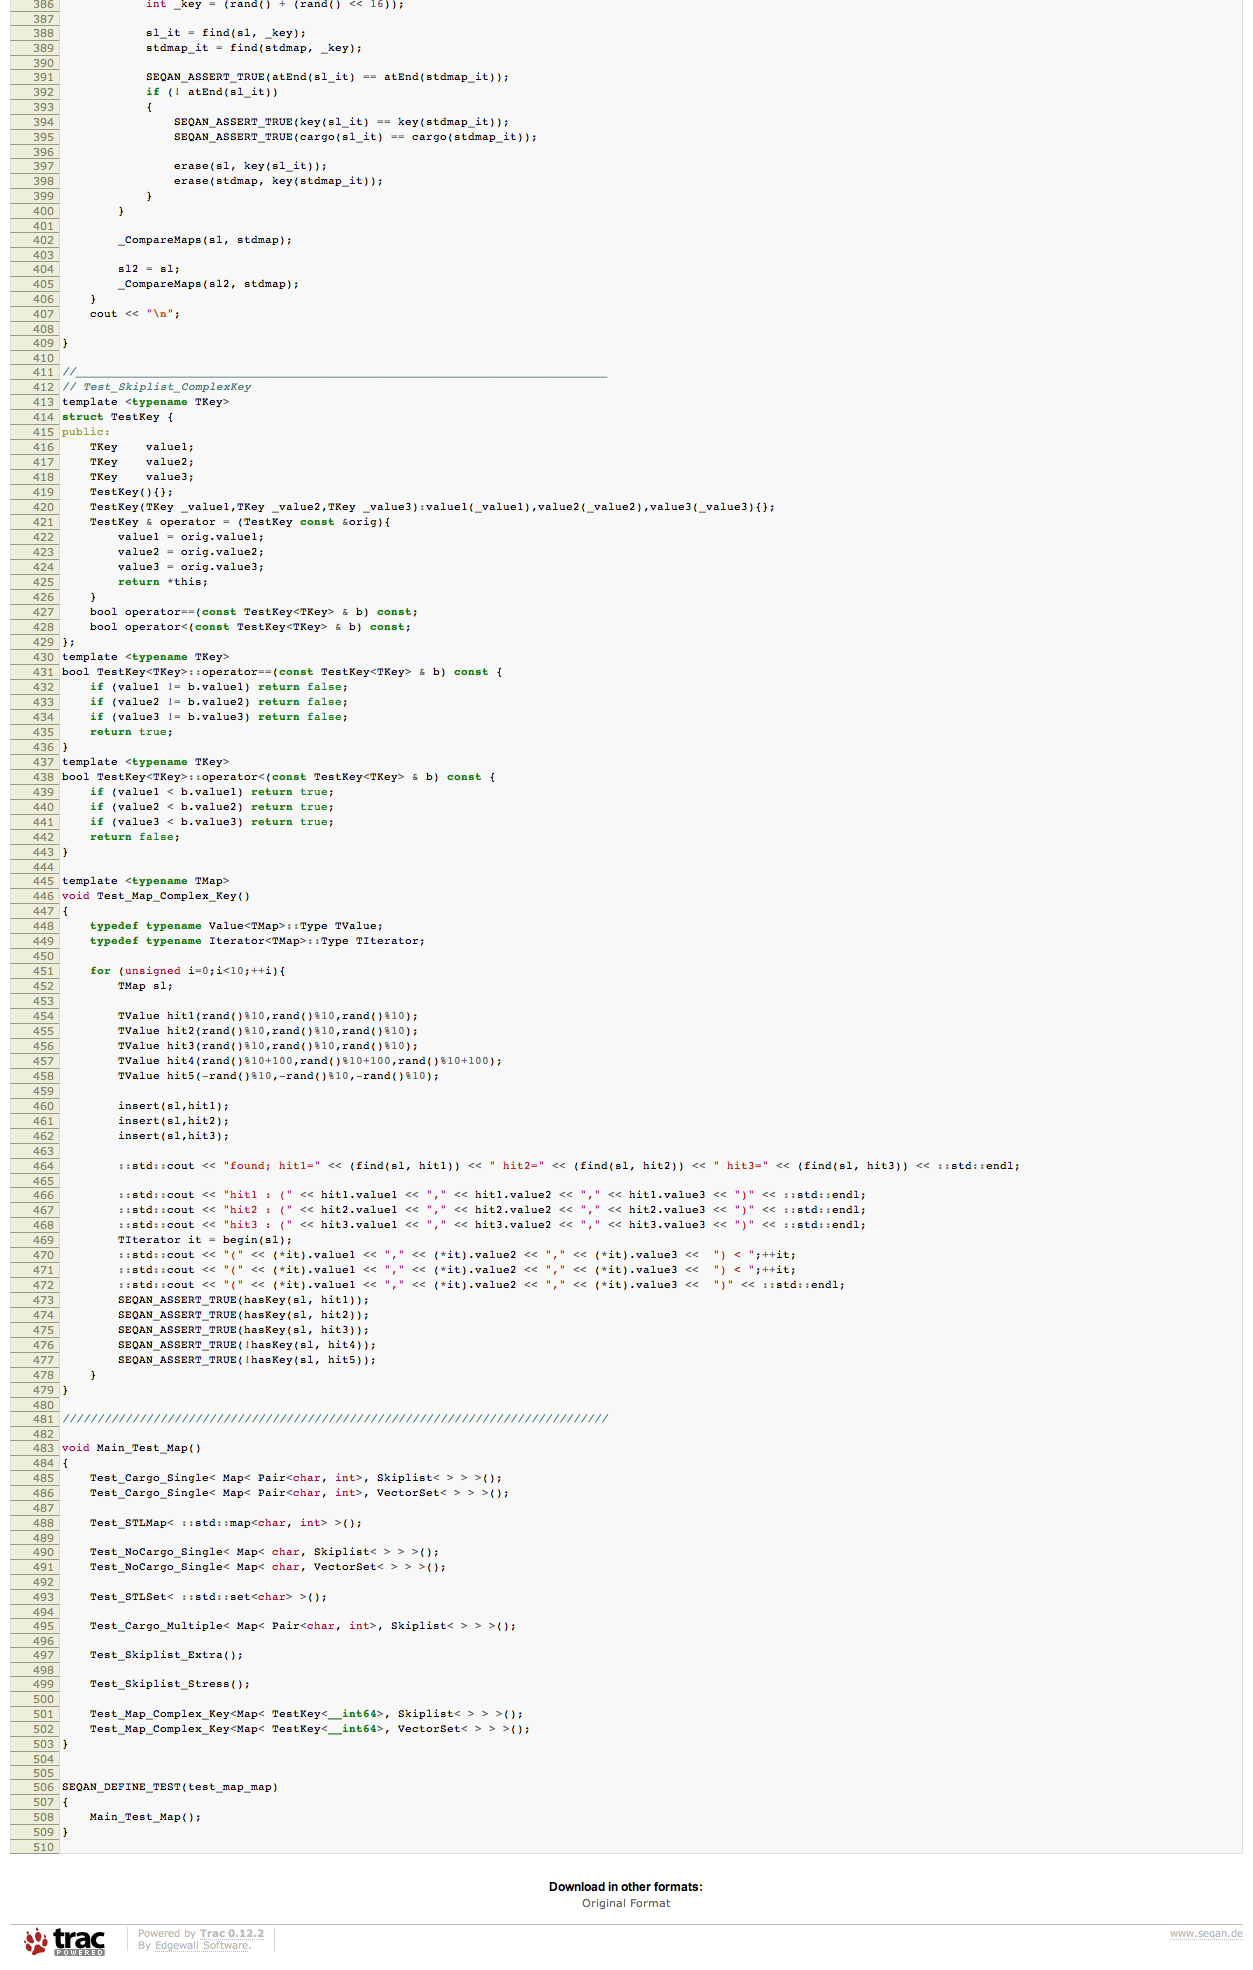 386 int _key = (rand() + (rand() << 16));
387
388 sl_it = find(sl, _key);
389 stdmap_it = find(stdmap, _key);
390
391 SEQAN_ASSERT_TRUE(atEnd(sl_it) == atEnd(stdmap_it));
392 if (! atEnd(sl_it))
393 {
394 SEQAN_ASSERT_TRUE(key(sl_it) == key(stdmap_it));
395 SEQAN_ASSERT_TRUE(cargo(sl_it) == cargo(stdmap_it));
396
397 erase(sl, key(sl_it));
398 erase(stdmap, key(stdmap_it));
399 }
400 }
401
402 _CompareMaps(sl, stdmap);
403
404 sl2 = sl;
405 _CompareMaps(sl2, stdmap);
406 }
407 cout << "\n";
408
409 }
410
411 //____________________________________________________________________________
412 // Test_Skiplist_ComplexKey
413 template <typename TKey>
414 struct TestKey {
415 public:
416 TKey value1;
417 TKey value2;
418 TKey value3;
419 TestKey(){};
420 TestKey(TKey _value1,TKey _value2,TKey _value3):value1(_value1),value2(_value2),value3(_value3){};
421 TestKey & operator = (TestKey const &orig){
422 value1 = orig.value1;
423 value2 = orig.value2;
424 value3 = orig.value3;
425 return *this;
426 }
427 bool operator==(const TestKey<TKey> & b) const;
428 bool operator<(const TestKey<TKey> & b) const;
429 };
430 template <typename TKey>
431 bool TestKey<TKey>::operator==(const TestKey<TKey> & b) const {
432 if (value1 != b.value1) return false;
433 if (value2 != b.value2) return false;
434 if (value3 != b.value3) return false;
435 return true;
436 }
437 template <typename TKey>
438 bool TestKey<TKey>::operator<(const TestKey<TKey> & b) const {
439 if (value1 < b.value1) return true;
440 if (value2 < b.value2) return true;
441 if (value3 < b.value3) return true;
442 return false;
443 }
444
445 template <typename TMap>
446 void Test_Map_Complex_Key()
447 {
448 typedef typename Value<TMap>::Type TValue;
449 typedef typename Iterator<TMap>::Type TIterator;
450
451 for (unsigned i=0;i<10;++i){
452 TMap sl;
453
454 TValue hit1(rand()%10,rand()%10,rand()%10);
455 TValue hit2(rand()%10,rand()%10,rand()%10);
456 TValue hit3(rand()%10,rand()%10,rand()%10);
457 TValue hit4(rand()%10+100,rand()%10+100,rand()%10+100);
458 TValue hit5(-rand()%10,-rand()%10,-rand()%10);
459
460 insert(sl,hit1);
461 insert(sl,hit2);
462 insert(sl,hit3);
463
464 ::std::cout << "found; hit1=" << (find(sl, hit1)) << " hit2=" << (find(sl, hit2)) << " hit3=" << (find(sl, hit3)) << ::std::endl;
465
466 ::std::cout << "hit1 : (" << hit1.value1 << "," << hit1.value2 << "," << hit1.value3 << ")" << ::std::endl;
467 ::std::cout << "hit2 : (" << hit2.value1 << "," << hit2.value2 << "," << hit2.value3 << ")" << ::std::endl;
468 ::std::cout << "hit3 : (" << hit3.value1 << "," << hit3.value2 << "," << hit3.value3 << ")" << ::std::endl;
469 TIterator it = begin(sl);
470 ::std::cout << "(" << (*it).value1 << "," << (*it).value2 << "," << (*it).value3 << ") < ";++it;
471 ::std::cout << "(" << (*it).value1 << "," << (*it).value2 << "," << (*it).value3 << ") < ";++it;
472 ::std::cout << "(" << (*it).value1 << "," << (*it).value2 << "," << (*it).value3 << ")" << ::std::endl;
473 SEQAN_ASSERT_TRUE(hasKey(sl, hit1));
474 SEQAN_ASSERT_TRUE(hasKey(sl, hit2));
475 SEQAN_ASSERT_TRUE(hasKey(sl, hit3));
476 SEQAN_ASSERT_TRUE(!hasKey(sl, hit4));
477 SEQAN_ASSERT_TRUE(!hasKey(sl, hit5));
478 }
479 }
480
481 //////////////////////////////////////////////////////////////////////////////
482
483 void Main_Test_Map()
484 {
485 Test_Cargo_Single< Map< Pair<char, int>, Skiplist< > > >();
486 Test_Cargo_Single< Map< Pair<char, int>, VectorSet< > > >();
487
488 Test_STLMap< ::std::map<char, int> >();
489
490 Test_NoCargo_Single< Map< char, Skiplist< > > >();
491 Test_NoCargo_Single< Map< char, VectorSet< > > >();
492
493 Test_STLSet< ::std::set<char> >();
494
495 Test_Cargo_Multiple< Map< Pair<char, int>, Skiplist< > > >();
496
497 Test_Skiplist_Extra();
498
499 Test_Skiplist_Stress();
500
501 Test_Map_Complex_Key<Map< TestKey<__int64>, Skiplist< > > >();
502 Test_Map_Complex_Key<Map< TestKey<__int64>, VectorSet< > > >();
503 }
504
505
506 SEQAN_DEFINE_TEST(test_map_map)
507 {
508 Main_Test_Map();
509 }
510
Download in other formats:
Original Format
trac
POWERED
Powered by Trac 0.12.2
By Edgewall Software.
www.seqan.de